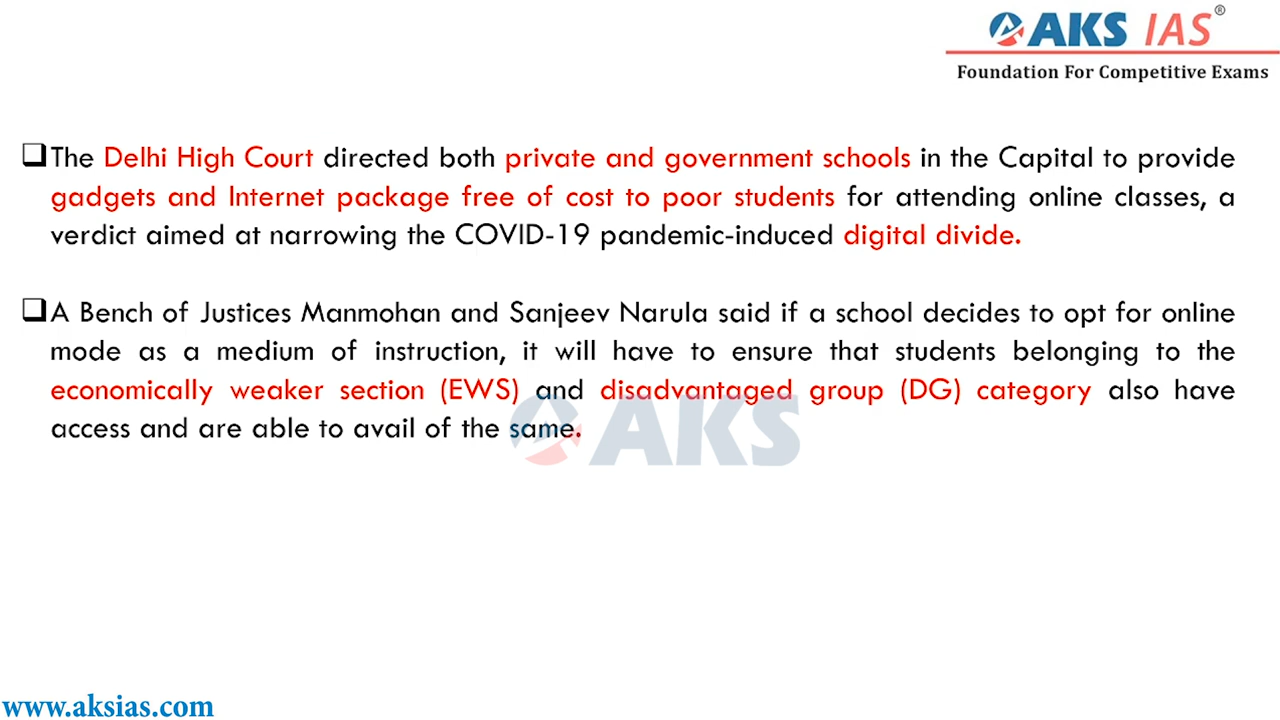 AKS IAS®
Foundation For Competitive Exams
❑The Delhi High Court directed both private and government schools in the Capital to provide
gadgets and Internet package free of cost to poor students for attending online classes, a
verdict aimed at narrowing the COVID-19 pandemic-induced digital divide.
❑A Bench of Justices Manmohan and Sanjeev Narula said if a school decides to opt for online
mode as a medium of instruction, it will have to ensure that students belonging to the
economically weaker section (EWS) and disadvantaged group (DG) category also have
access and are able to avail of the same.
AKS
www.aksias.com